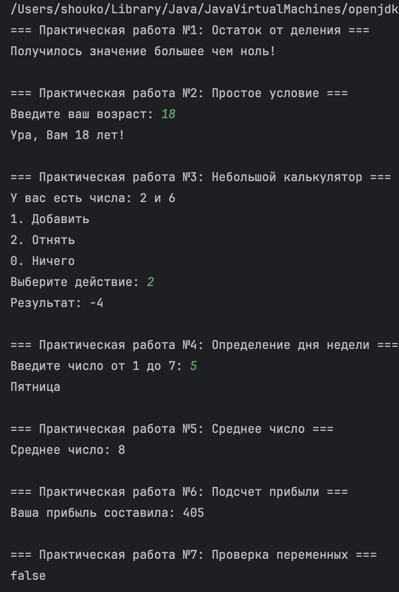 /Users/shouko/Library/Java/JavaVirtualMachines/openjdk
=== Практическая работа №1: Остаток от деления ===
Получилось значение большее чем ноль!
=== Практическая работа №2: Простое условие ===
Введите ваш возраст: 18
Ура, Вам 18 лет!
=== Практическая работа №3: Небольшой калькулятор ===
У вас есть числа: 2 и 6
1. Добавить
2. Отнять
0. Ничего
Выберите действие: 2
Результат: -4
=== Практическая работа №4: Определение дня недели ===
Введите число от 1 до 7: 5
Пятница
=== Практическая работа №5: Среднее число ===
Среднее число: 8
=== Практическая работа №6: Подсчет прибыли ===
Ваша прибыль составила: 405
=== Практическая работа №7: Проверка переменных ===
false